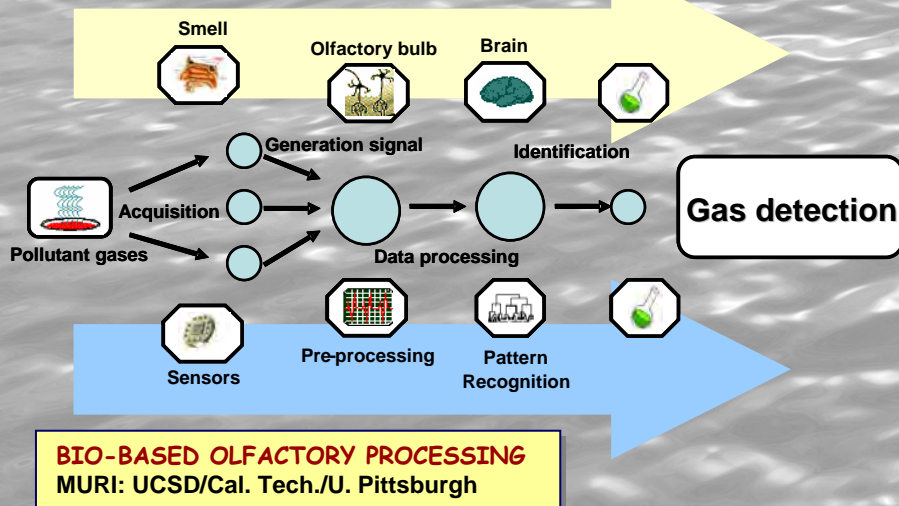 Smell
Olfactory bulb
Brain
Generation signal
Identification
Acquisition
Gas detection
Pollutant gases
Data processing
Sensors
Pre-processing
Pattern
Recognition
BIO-BASED OLFACTORY PROCESSING
MURI: UCSD/Cal. Tech./U. Pittsburgh